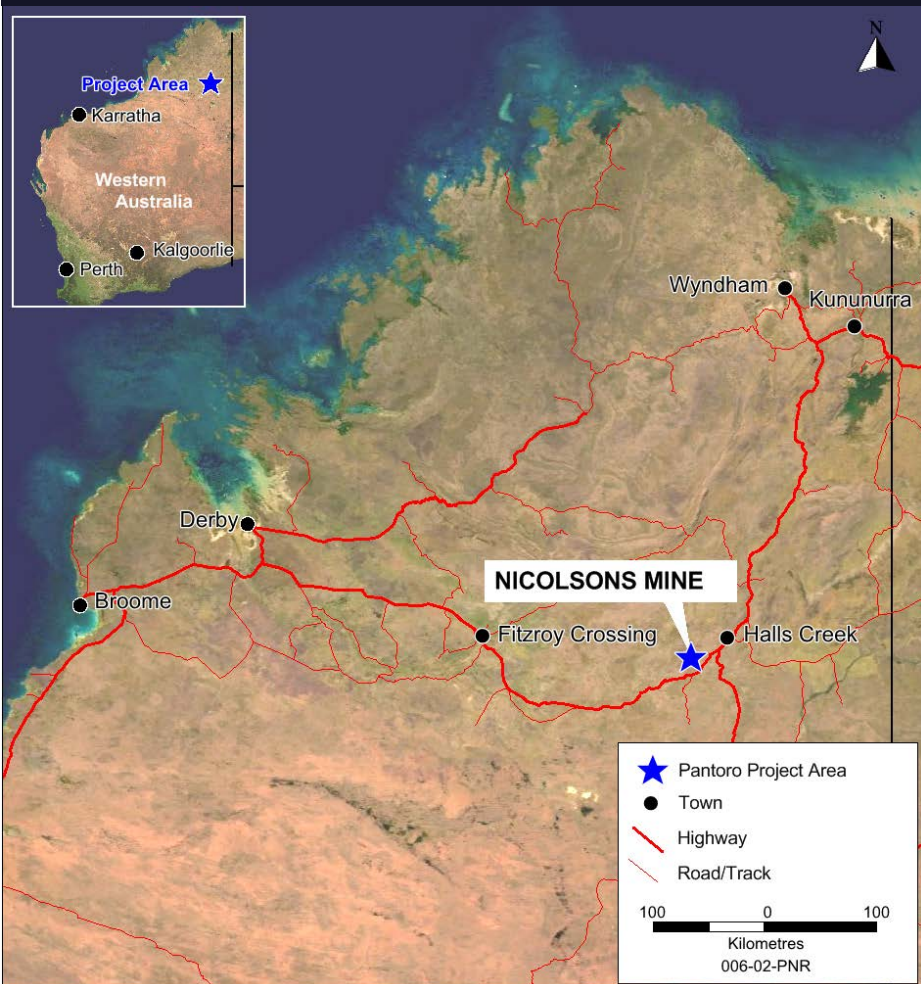 N
Project Area
Karratha
Western
Australia
Kalgoorlie
Perth
Wyndham
Kununurra
Derby
NICOLSONS MINE
Broome
Fitzroy Crossing
Halls Creek
Pantoro Project Area
Town
Highway
Road/Track
100 0 100
Kilometres
006-02-PNR